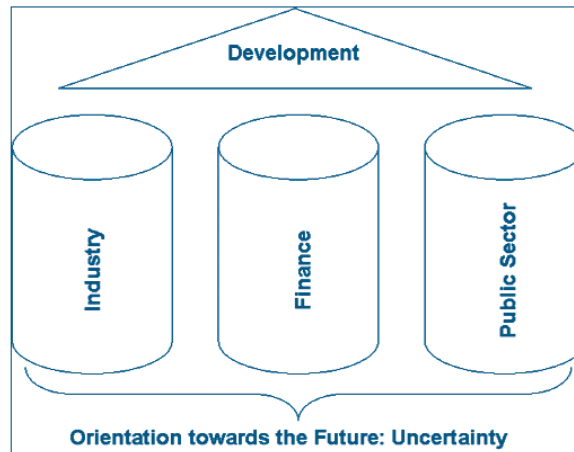 Development
Industry
Finance
Public Sector
Orientation towards the Future: Uncertainty